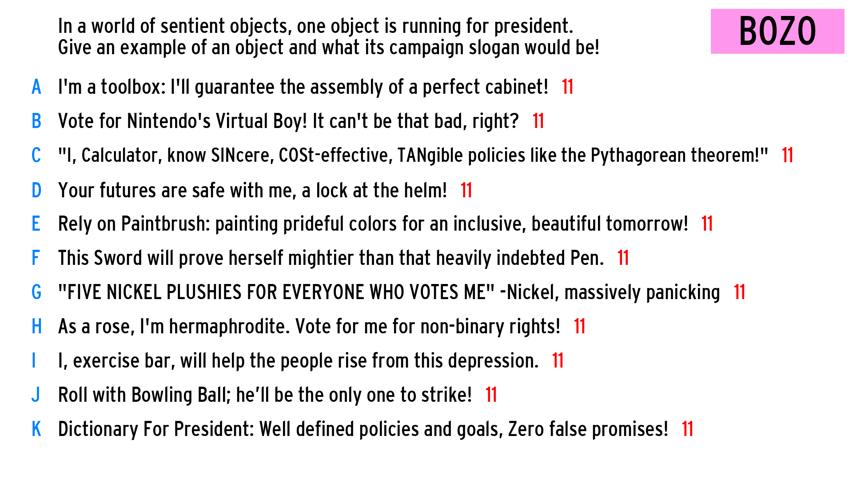 In a world of sentient objects, one object is running for president.
Give an example of an object and what its campaign slogan would be!
BOZO
A I'm a toolbox: I'll guarantee the assembly of a perfect cabinet! 11
B Vote for Nintendo's Virtual Boy! It can't be that bad, right? 11
C "I, Calculator, know SINcere, COSt-effective, TANgible policies like the Pythagorean theorem!" 11
D Your futures are safe with me, a lock at the helm! 11
E Rely on Paintbrush: painting prideful colors for an inclusive, beautiful tomorrow! 11
F This Sword will prove herself mightier than that heavily indebted Pen. 11
G "FIVE NICKEL PLUSHIES FOR EVERYONE WHO VOTES ME" -Nickel, massively panicking 11
H As a rose, I'm hermaphrodite. Vote for me for non-binary rights! 11
I I, exercise bar, will help the people rise from this depression. 11
J Roll with Bowling Ball; he’ll be the only one to strike! 11
K Dictionary For President: Well defined policies and goals, Zero false promises! 11